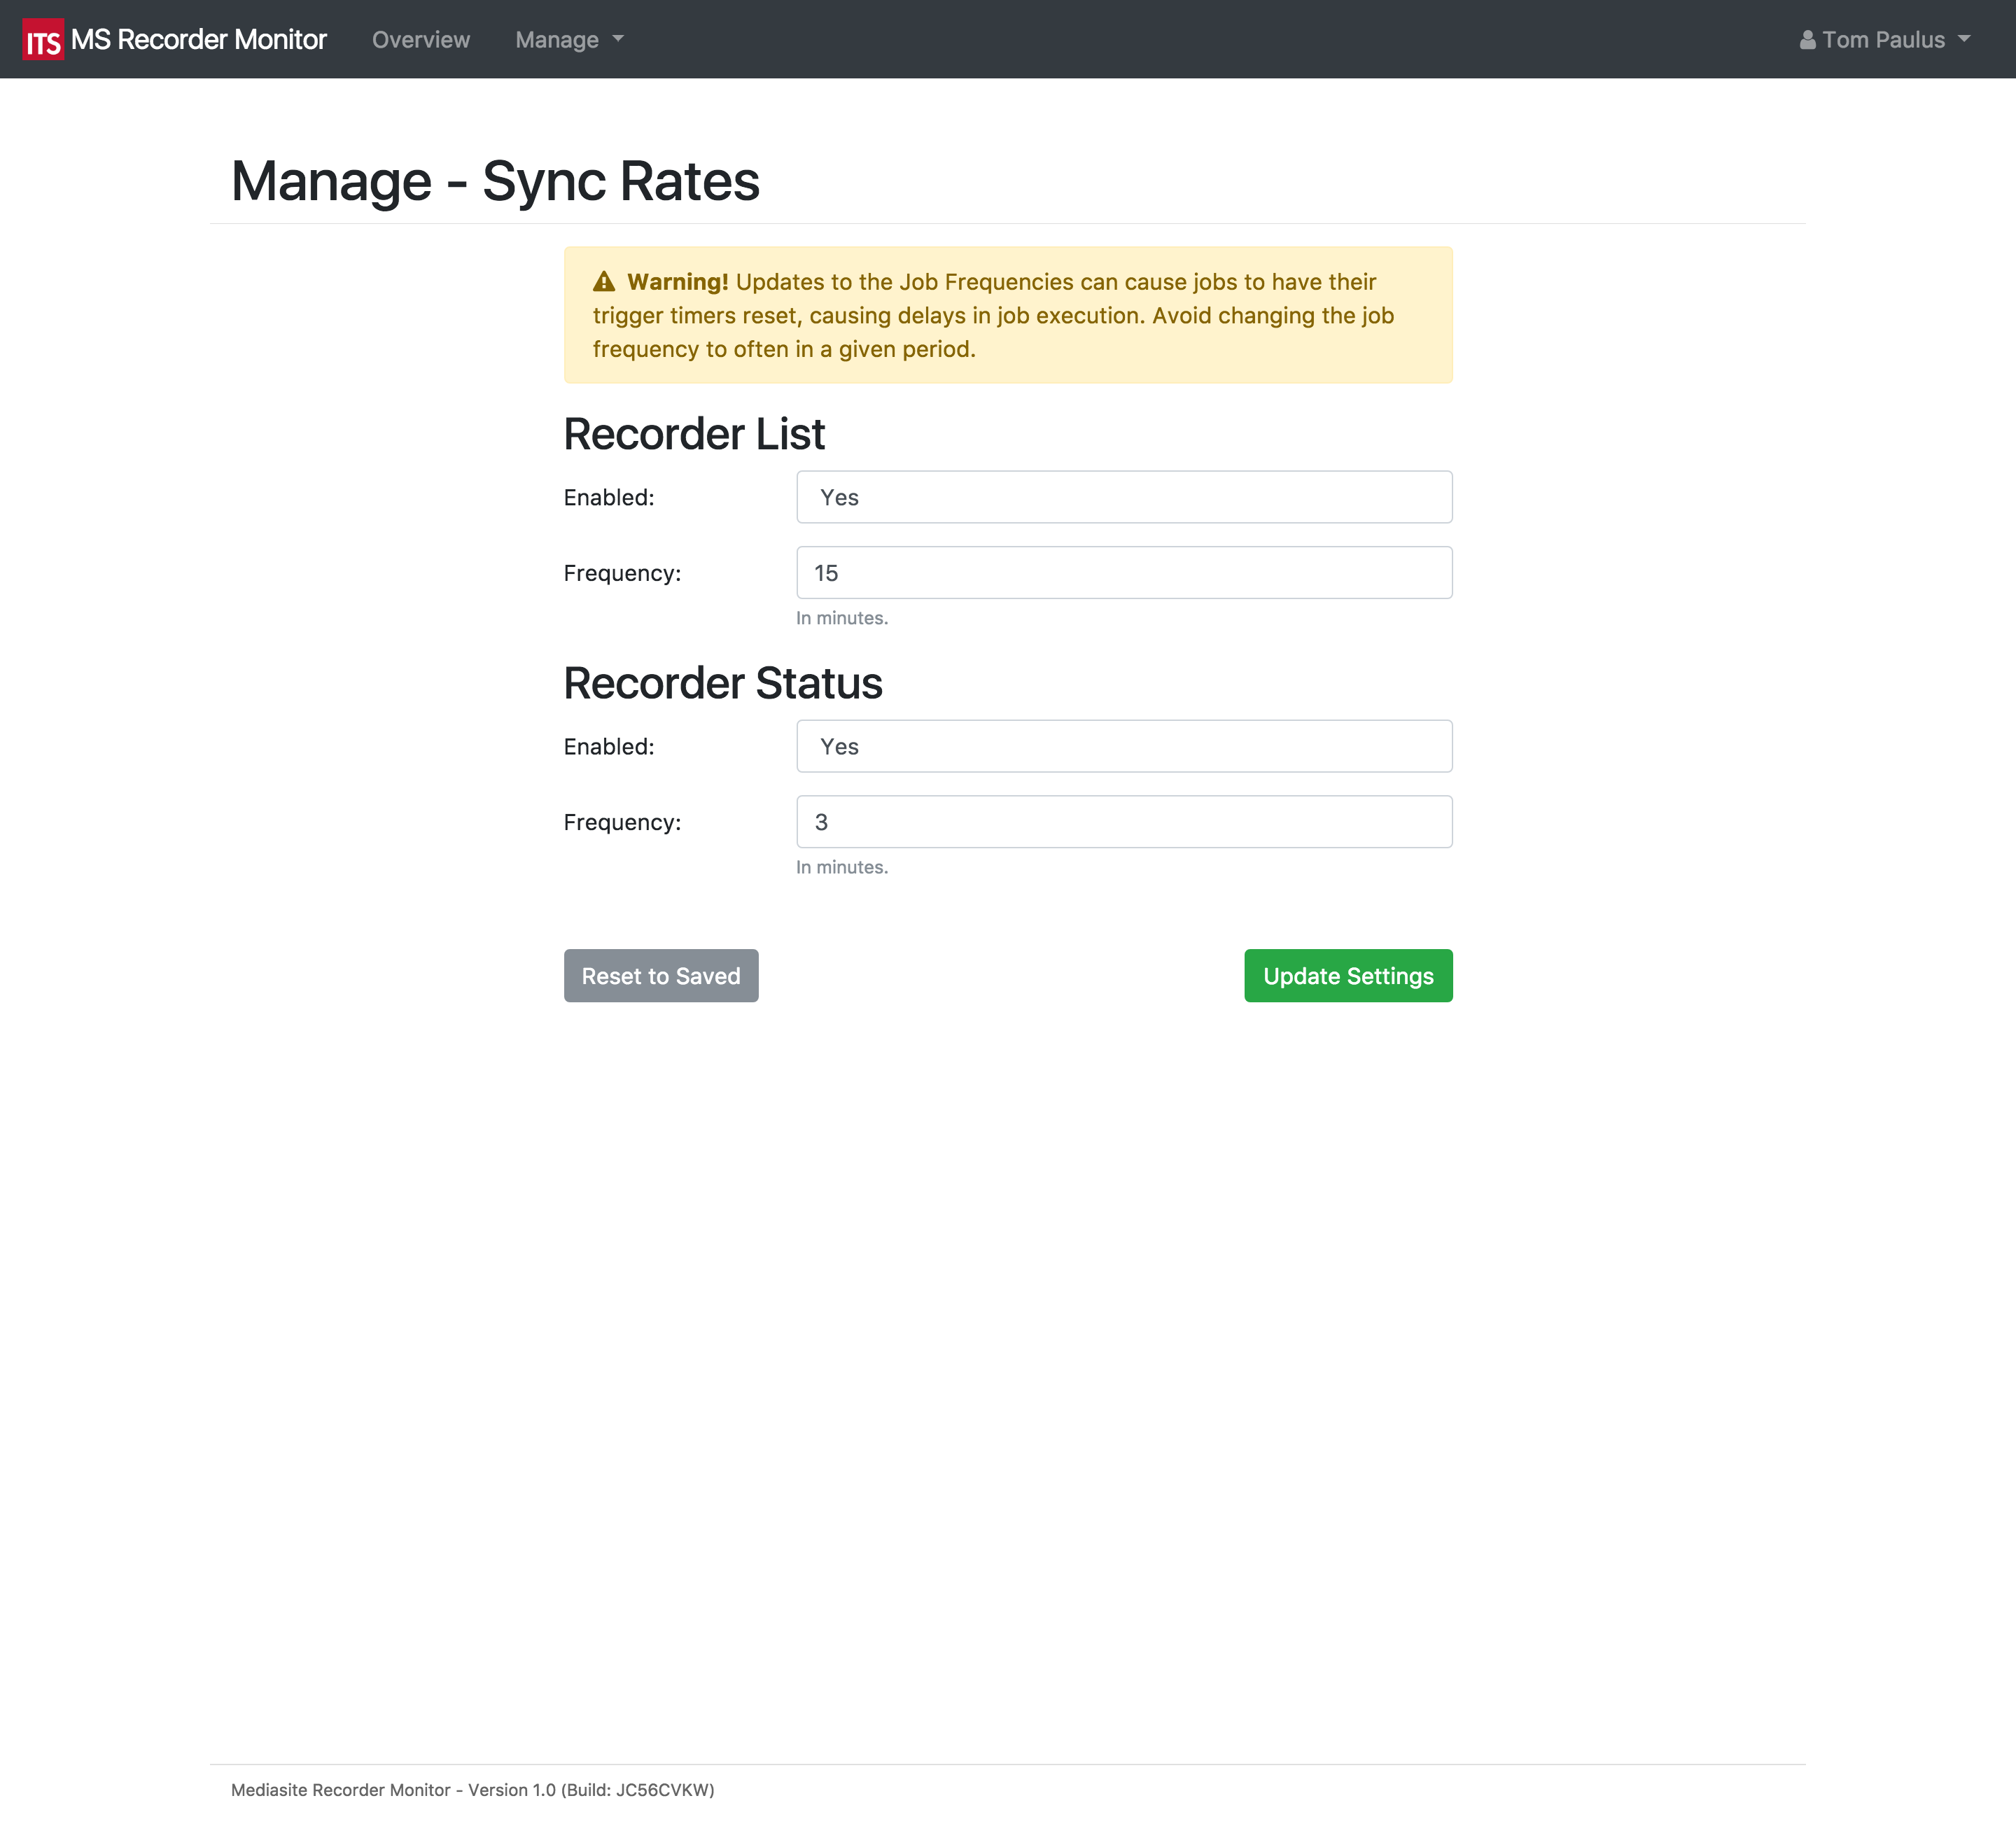 ITS MS Recorder Monitor Overview Manage Tom Paulus
Manage - Sync Rates
Warning! Updates to the Job Frequencies can cause jobs to have their
trigger timers reset, causing delays in job execution. Avoid changing the job
frequency to often in a given period.
Recorder List
Enabled: Yes
Frequency: 15
In minutes.
Recorder Status
Enabled: Yes
Frequency: 3
In minutes.
Reset to Saved Update Settings
Mediasite Recorder Monitor - Version 1.0 (Build: JC56CVKW)